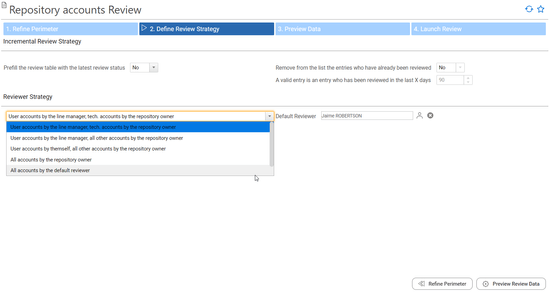 Repository accounts Review
1. Refine Perimeter
2. Define Review Strategy
3. Preview Data
4. Launch Review
Incremental Review Strategy
Prefill the review table with the latest review status No
Remove from the list the entries who have already been reviewed No
A valid entry is an entry who has been reviewed in the last X days 90
Reviewer Strategy
User accounts by the line manager, tech. accounts by the repository owner
Default Reviewer Jaime ROBERTSON
User accounts by the line manager, tech. accounts by the repository owner
User accounts by the line manager, all other accounts by the repository owner
User accounts by themself, all other accounts by the repository owner
All accounts by the repository owner
All accounts by the default reviewer
Refine Perimeter
Preview Review Data